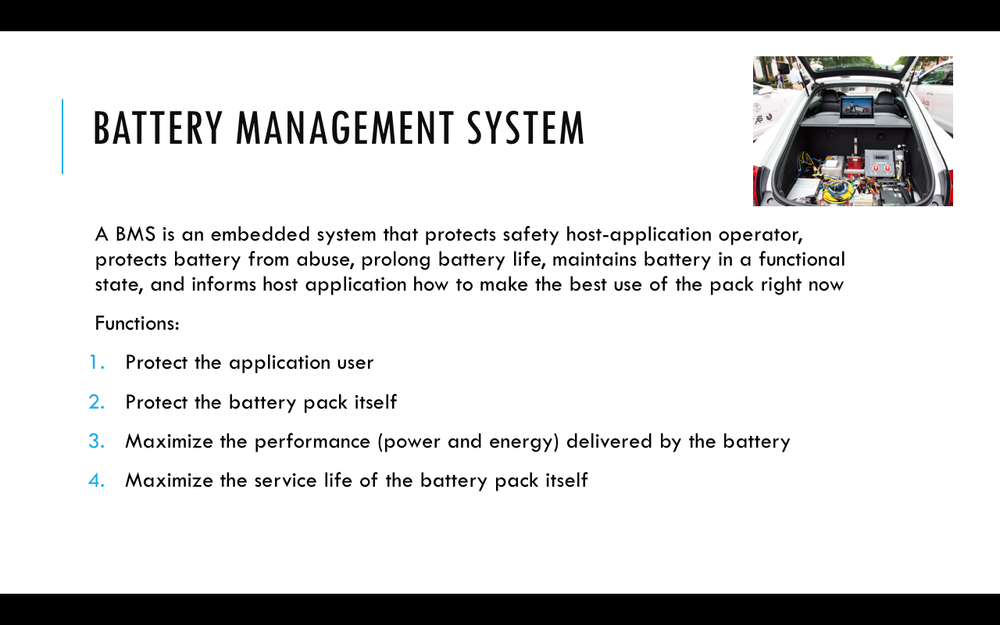 BATTERY MANAGEMENT SYSTEM
A BMS is an embedded system that protects safety host-application operator,
protects battery from abuse, prolong battery life, maintains battery in a functional
state, and informs host application how to make the best use of the pack right now
Functions:
1. Protect the application user
2. Protect the battery pack itself
3. Maximize the performance (power and energy) delivered by the battery
4. Maximize the service life of the battery pack itself